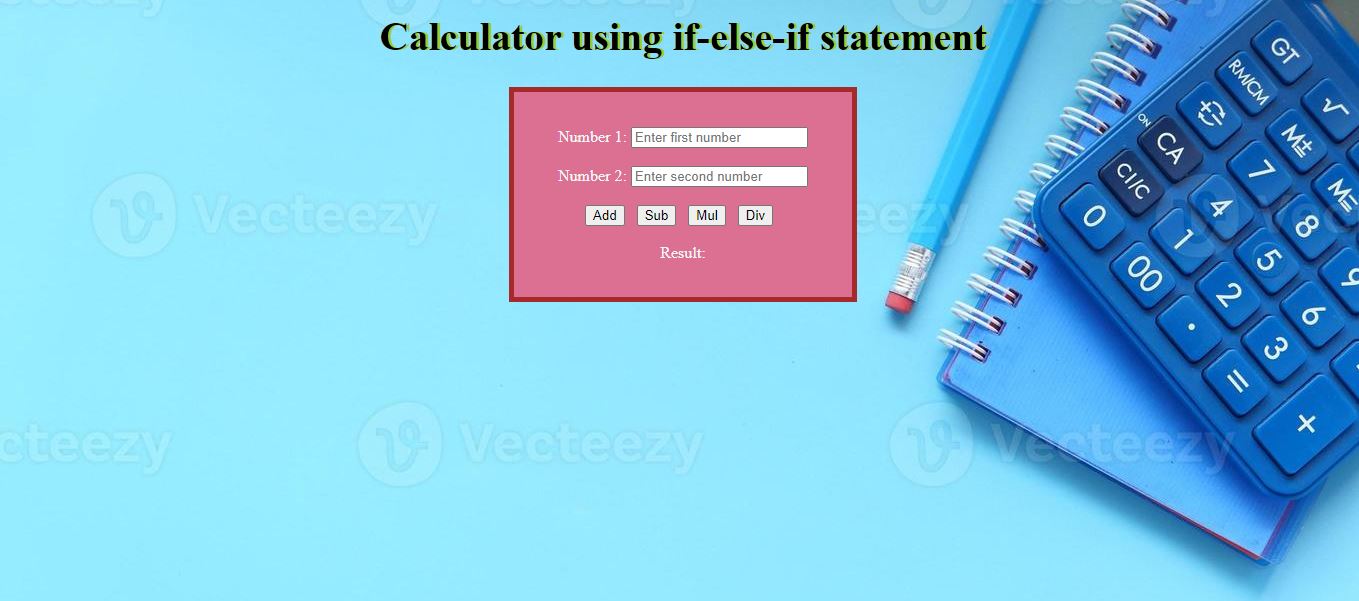 Calculator using if-else-if statement
Number 1: Enter first number
Number 2: Enter second number
Add Sub Mul Div
Result:
Vecteezy
Vecteezy
cteezy
Vecteezy
Vecteezy
GT
RM/CM
√
ON
CA
M±
CI/C
7
M=
0
4
8
1
5
9
00
2
6
.
3
=
+